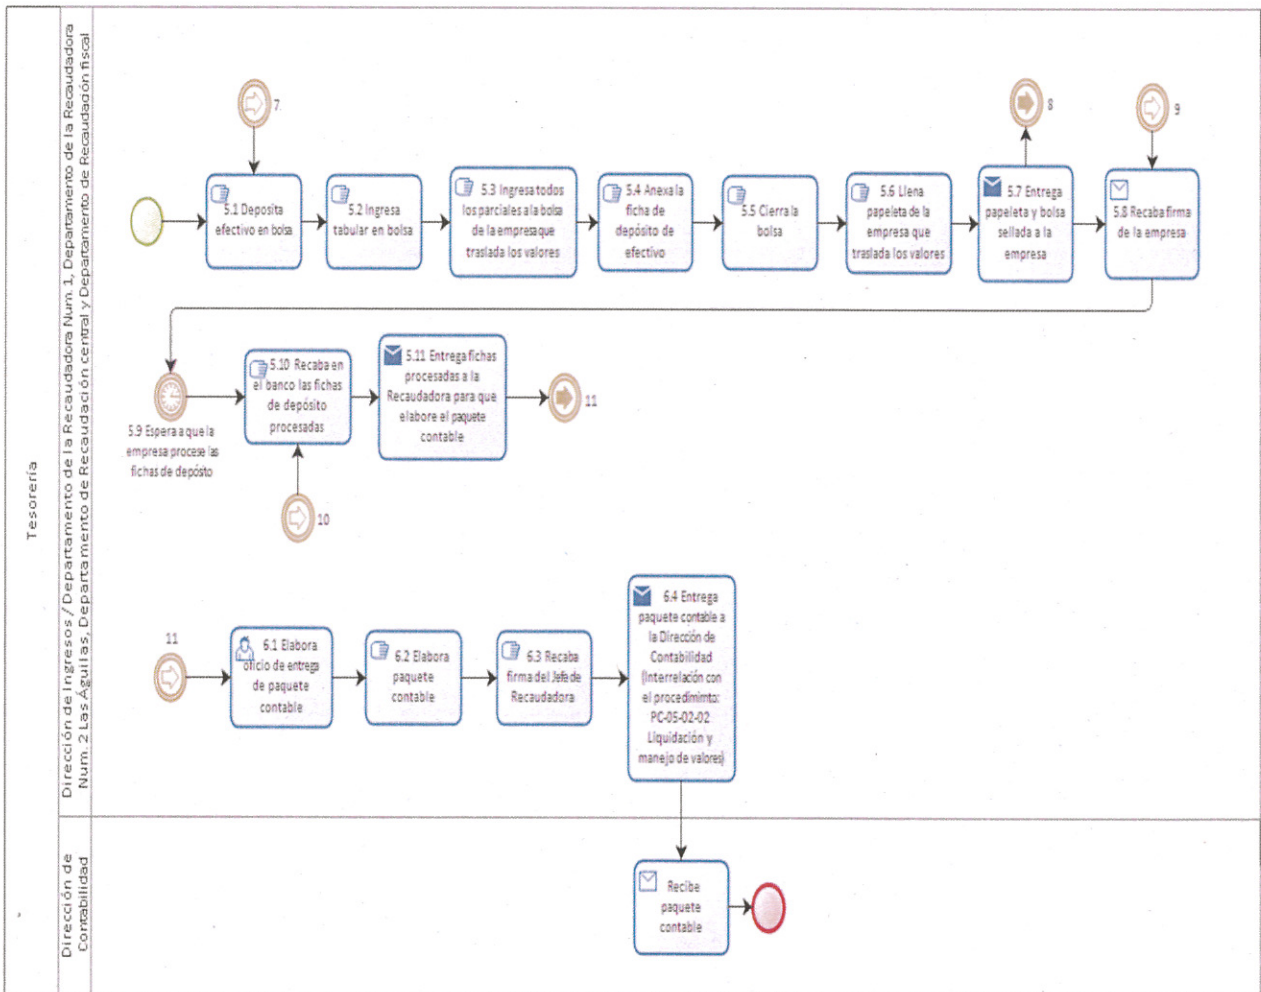 Tesorería
Dirección de Ingresos / Departamento de la Recaudadora Num. 1, Departamento de la Recaudadora
Num. 2 Las Águilas, Departamento de Recaudación central y Departamento de Recaudación fiscal
7
8
9
5.1 Deposita
efectivo en bolsa
5.2 Ingresa
tabular en bolsa
5.3 Ingresa todos
los parciales a la bolsa
de la empresa que
traslada los valores
5.4 Anexa la
ficha de
depósito de
efectivo
5.5 Cierra la
bolsa
5.6 Llena
papeleta de la
empresa que
traslada los valores
5.7 Entrega
papeleta y bolsa
sellada a la
empresa
5.8 Recaba firma
de la empresa
5.9 Espera a que la
empresa procese las
fichas de depósito
5.10 Recaba en
el banco las fichas
de depósito
procesadas
5.11 Entrega fichas
procesadas a la
Recaudadora para que
elabore el paquete
contable
11
10
11
6.1 Elabora
oficio de entrega
de paquete
contable
6.2 Elabora
paquete
contable
6.3 Recaba
firma del Jefe de
Recaudadora
6.4 Entrega
paquete contable a
la Dirección de
Contabilidad
(Interrelación con
el procedimimto:
PC-05-02-02
Liquidación y
manejo de valores)
Dirección de
Contabilidad
Recibe
paquete
contable